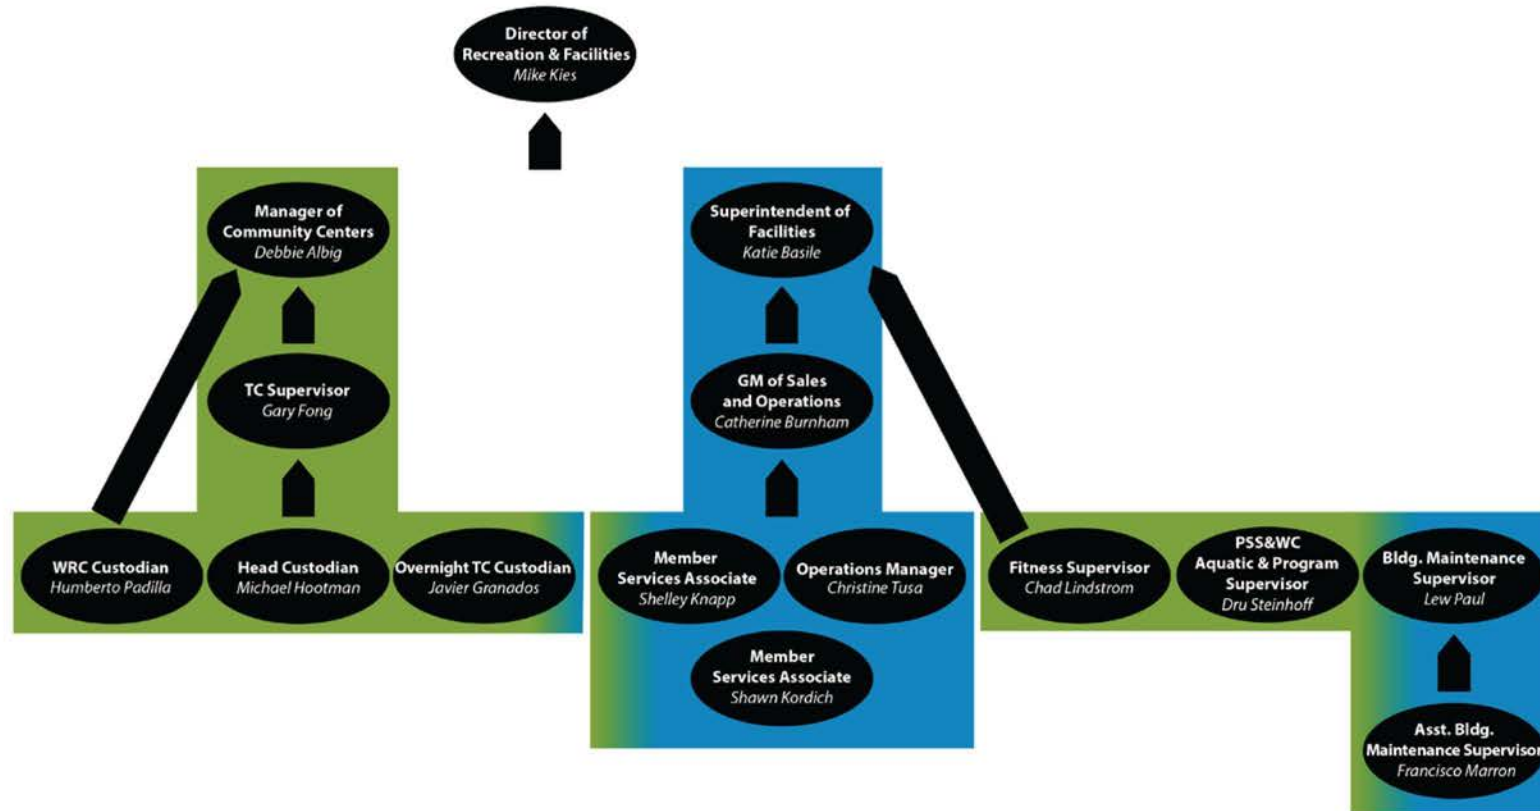 Director of
Recreation & Facilities
Mike Kies
Manager of
Community Centers
Debbie Albig
Superintendent of
Facilities
Katie Basile
TC Supervisor
Gary Fong
GM of Sales
and Operations
Catherine Burnham
WRC Custodian
Humberto Padilla
Head Custodian
Michael Hootman
Overnight TC Custodian
Javier Granados
Member
Services Associate
Shelley Knapp
Operations Manager
Christine Tusa
Fitness Supervisor
Chad Lindstrom
PSS&WC
Aquatic & Program
Supervisor
Dru Steinhoff
Bldg. Maintenance
Supervisor
Lew Paul
Member
Services Associate
Shawn Kordich
Asst. Bldg.
Maintenance Supervisor
Francisco Marron